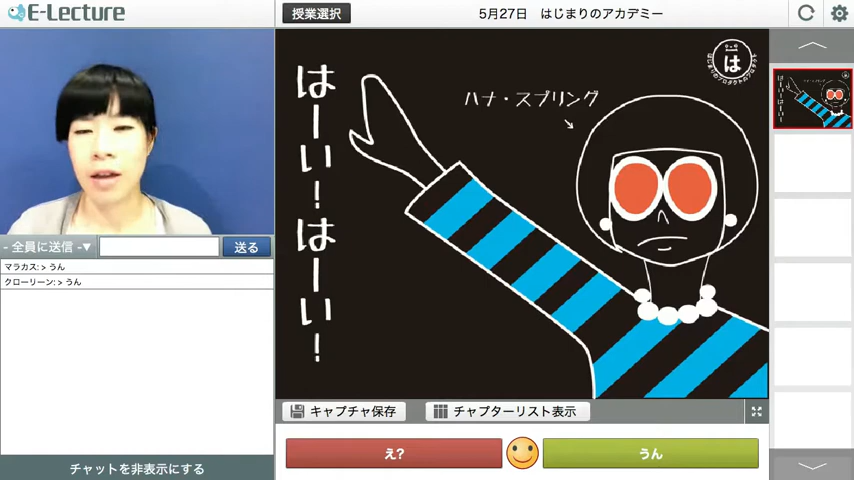 E-Lecture
授業選択
5月27日 はじまりのアカデミー
はーい！はーい！
ハナ・スプリング
は
- 全員に送信 -▼
送る
マラカス: > うん
クローリーン: > うん
キャプチャ保存
チャプターリスト表示
え?
うん
チャットを非表示にする